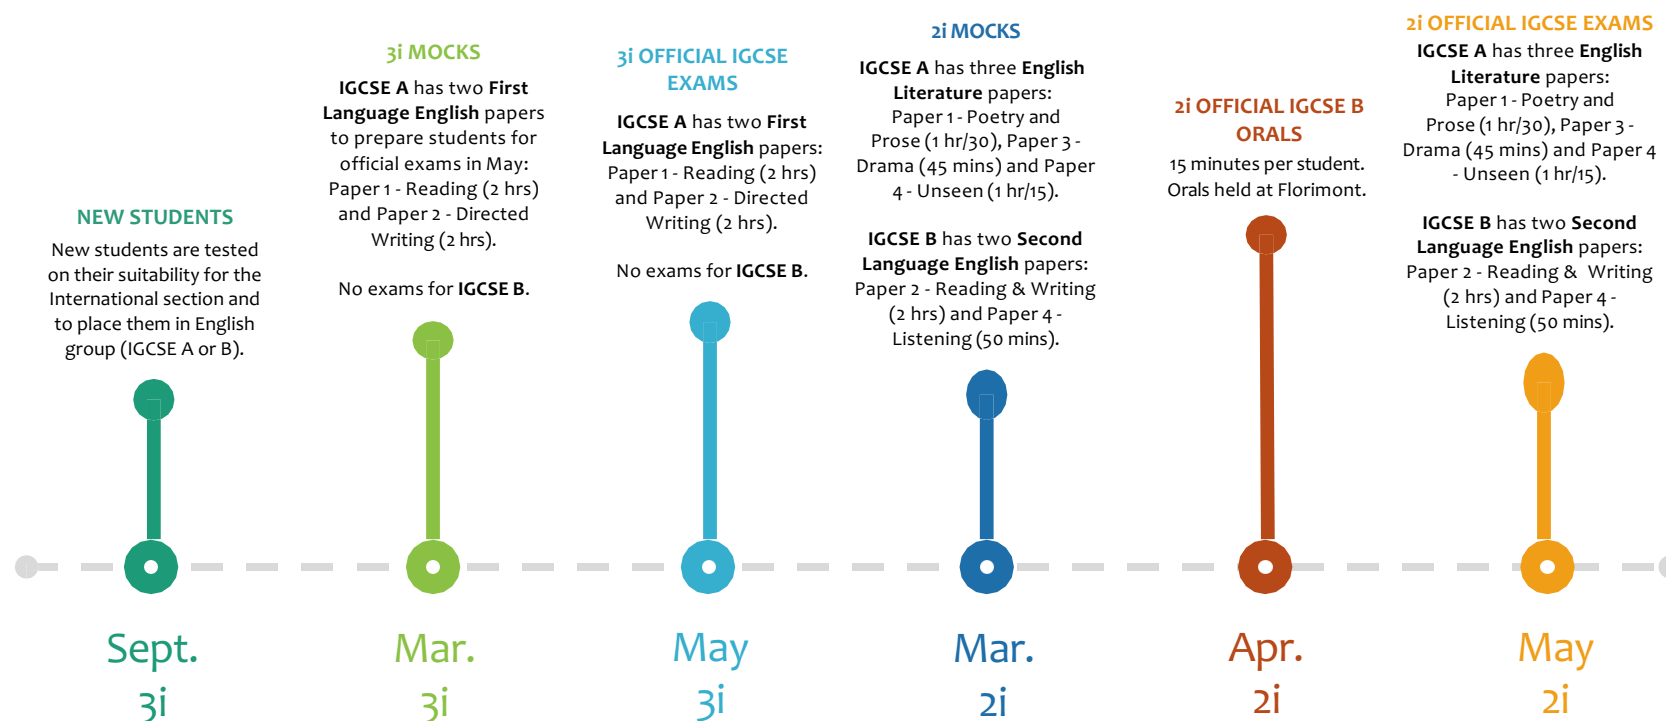 NEW STUDENTS
New students are tested
on their suitability for the
International section and
to place them in English
group (IGCSE A or B).
Sept.
3i
3i MOCKS
IGCSE A has two First
Language English papers
to prepare students for
official exams in May:
Paper 1 - Reading (2 hrs)
and Paper 2 - Directed
Writing (2 hrs).
No exams for IGCSE B.
Mar.
3i
3i OFFICIAL IGCSE
EXAMS
IGCSE A has two First
Language English papers:
Paper 1 - Reading (2 hrs)
and Paper 2 - Directed
Writing (2 hrs).
No exams for IGCSE B.
May
3i
2i MOCKS
IGCSE A has three English
Literature papers:
Paper 1 - Poetry and
Prose (1 hr/30), Paper 3 -
Drama (45 mins) and Paper
4 - Unseen (1 hr/15).
IGCSE B has two Second
Language English papers:
Paper 2 - Reading & Writing
(2 hrs) and Paper 4 -
Listening (50 mins).
Mar.
2i
2i OFFICIAL IGCSE B
ORALS
15 minutes per student.
Orals held at Florimont.
Apr.
2i
2i OFFICIAL IGCSE EXAMS
IGCSE A has three English
Literature papers:
Paper 1 - Poetry and
Prose (1 hr/30), Paper 3 -
Drama (45 mins) and Paper 4
- Unseen (1 hr/15).
IGCSE B has two Second
Language English papers:
Paper 2 - Reading & Writing
(2 hrs) and Paper 4 -
Listening (50 mins).
May
2i